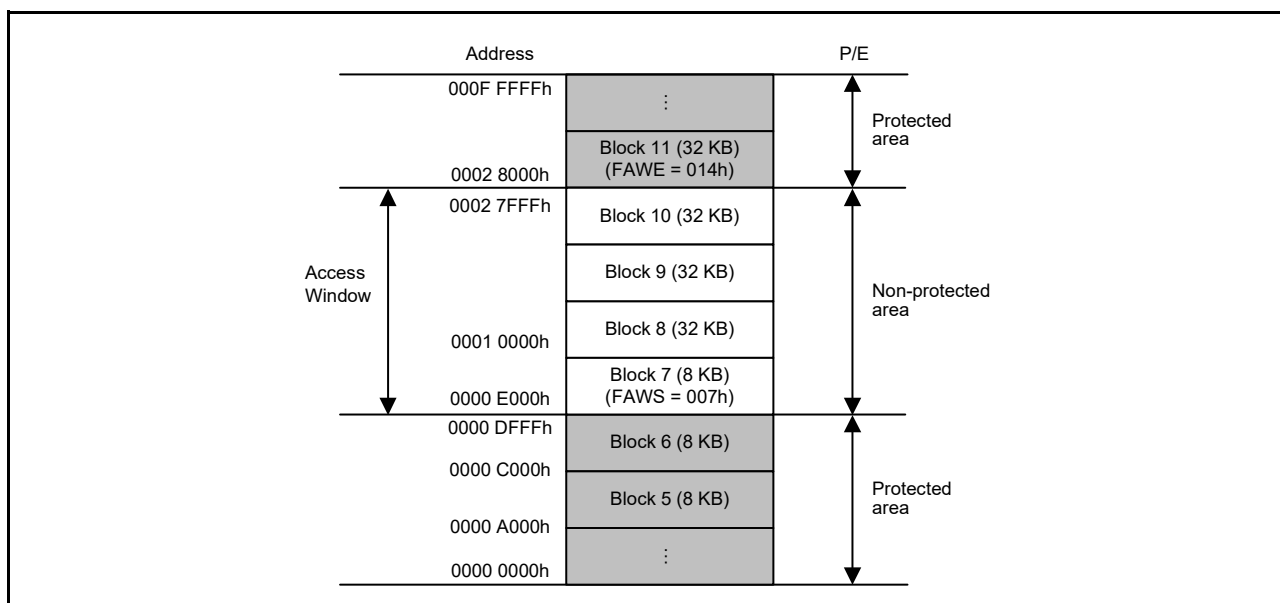 Address P/E
000F FFFFh
⋮
Protected
area
Block 11 (32 KB)
(FAWE = 014h)
0002 8000h
0002 7FFFh
Block 10 (32 KB)
Access
Window
Block 9 (32 KB)
Non-protected
area
Block 8 (32 KB)
0001 0000h
Block 7 (8 KB)
(FAWS = 007h)
0000 E000h
0000 DFFFh
Block 6 (8 KB)
0000 C000h
Block 5 (8 KB)
Protected
area
0000 A000h
⋮
0000 0000h